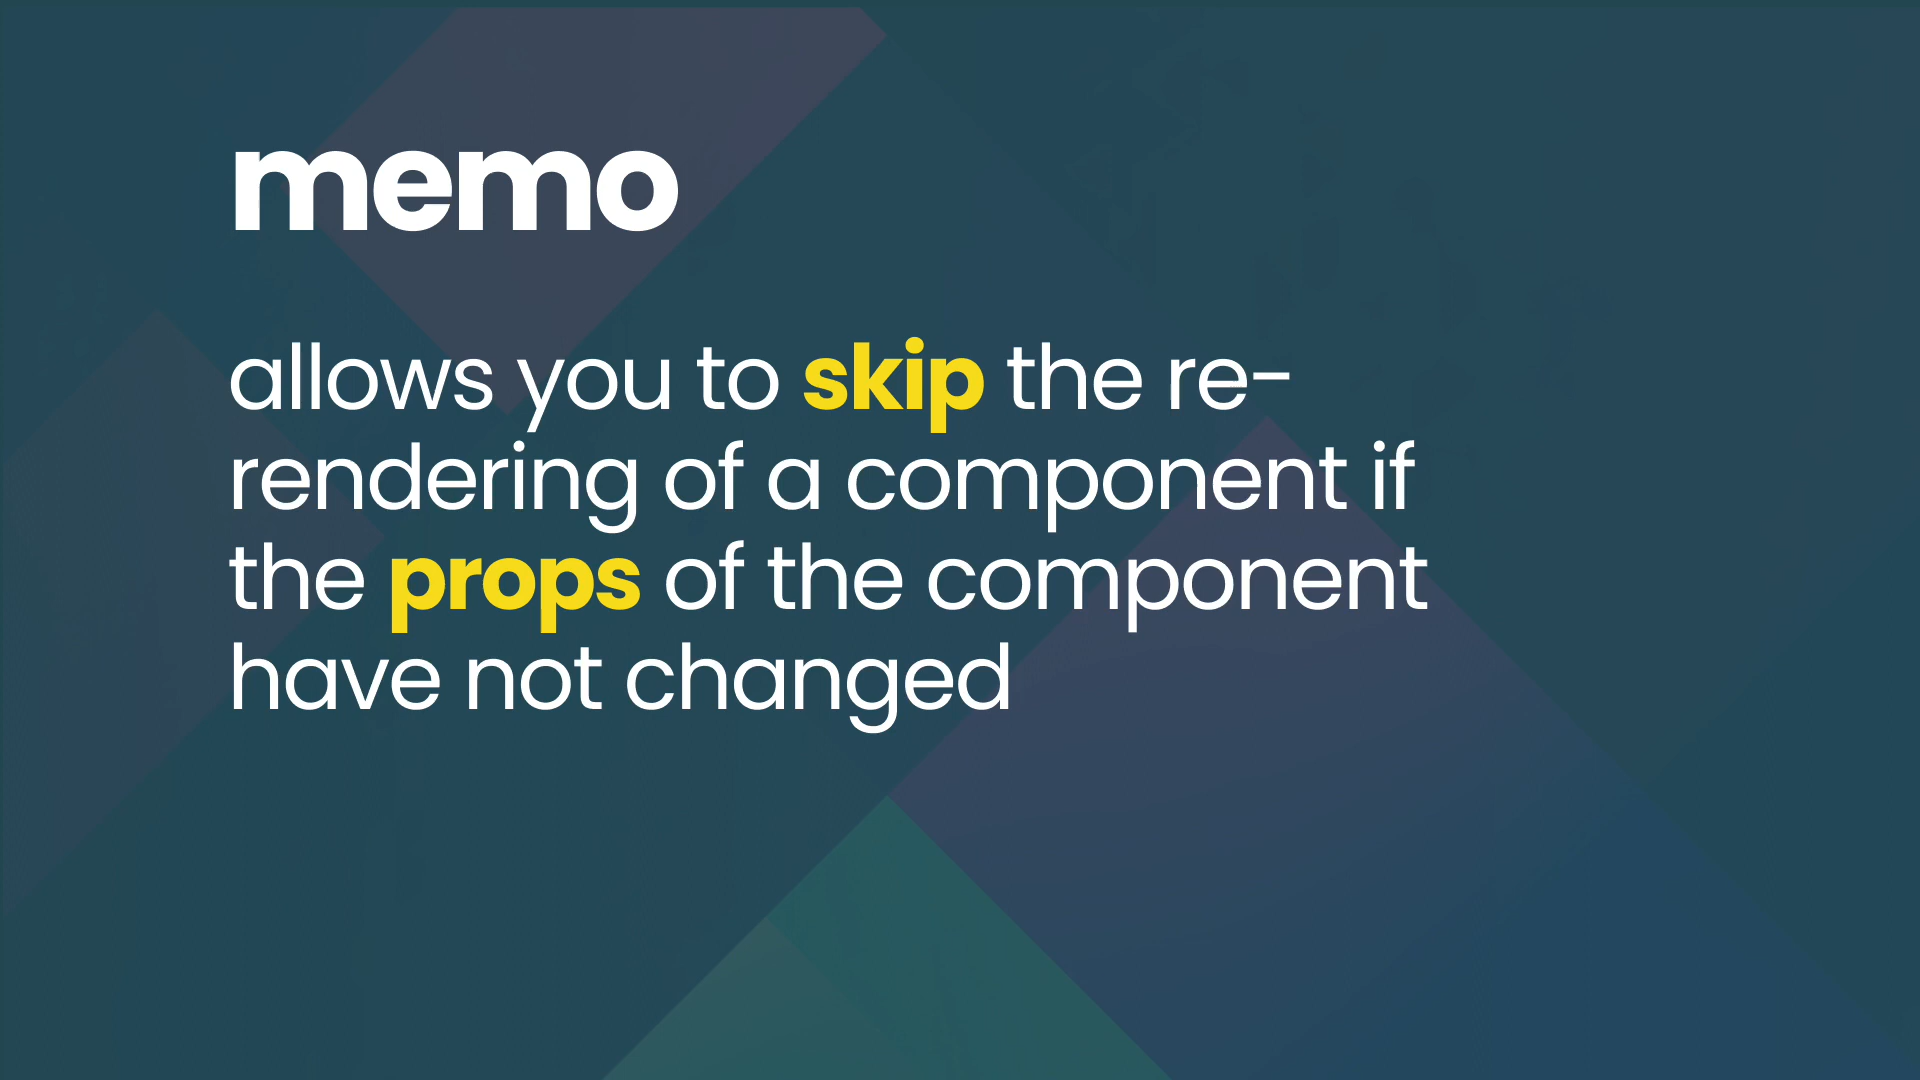 memo
allows you to skip the re-
rendering of a component if
the props of the component
have not changed